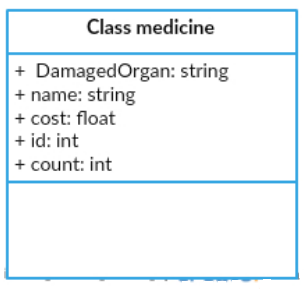 Class medicine
+ DamagedOrgan: string
+ name: string
+ cost: float
+ id: int
+ count: int